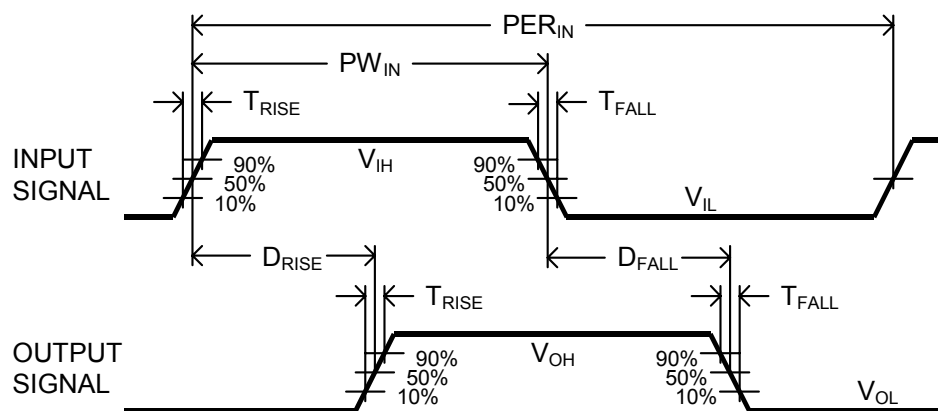 PER_IN
PW_IN
T_RISE
T_FALL
INPUT
SIGNAL
90%
50%
10%
V_IH
90%
50%
10%
V_IL
D_RISE
D_FALL
T_RISE
T_FALL
OUTPUT
SIGNAL
90%
50%
10%
V_OH
90%
50%
10%
V_OL